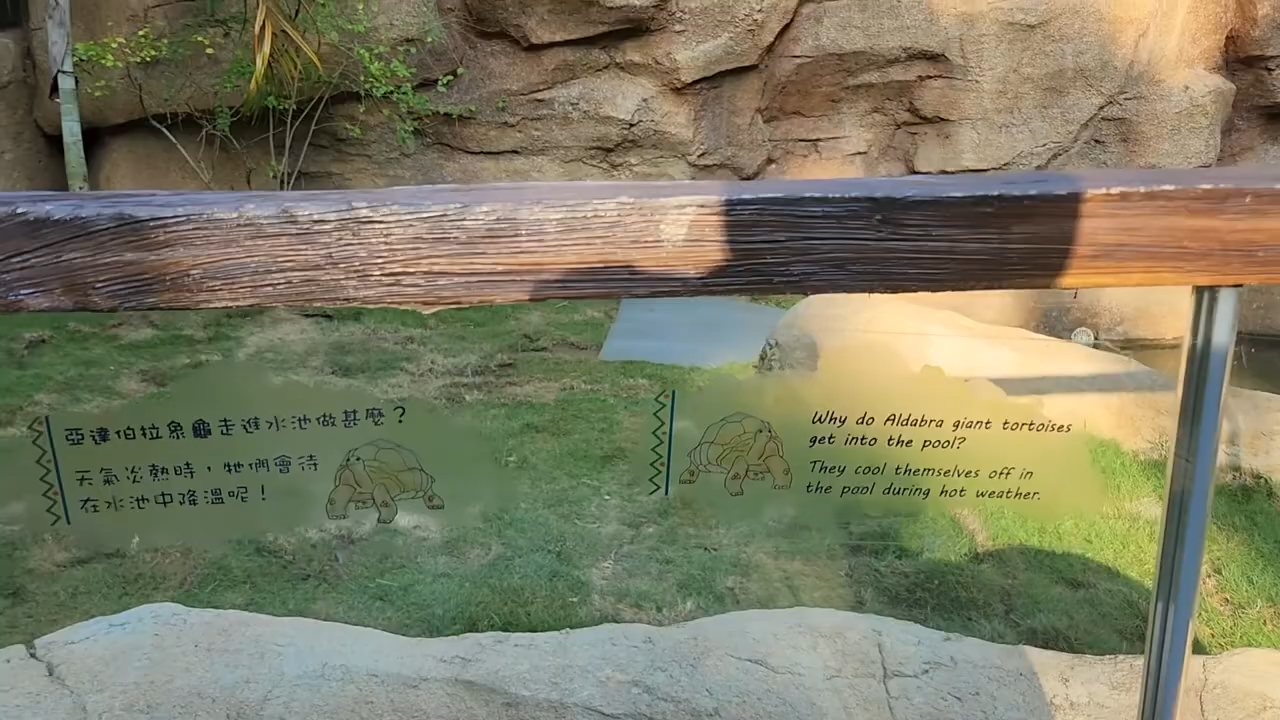 亞達伯拉象龜走進水池做甚麼？
天氣炎熱時，牠們會待
在水池中降溫呢！
Why do Aldabra giant tortoises
get into the pool?
They cool themselves off in
the pool during hot weather.